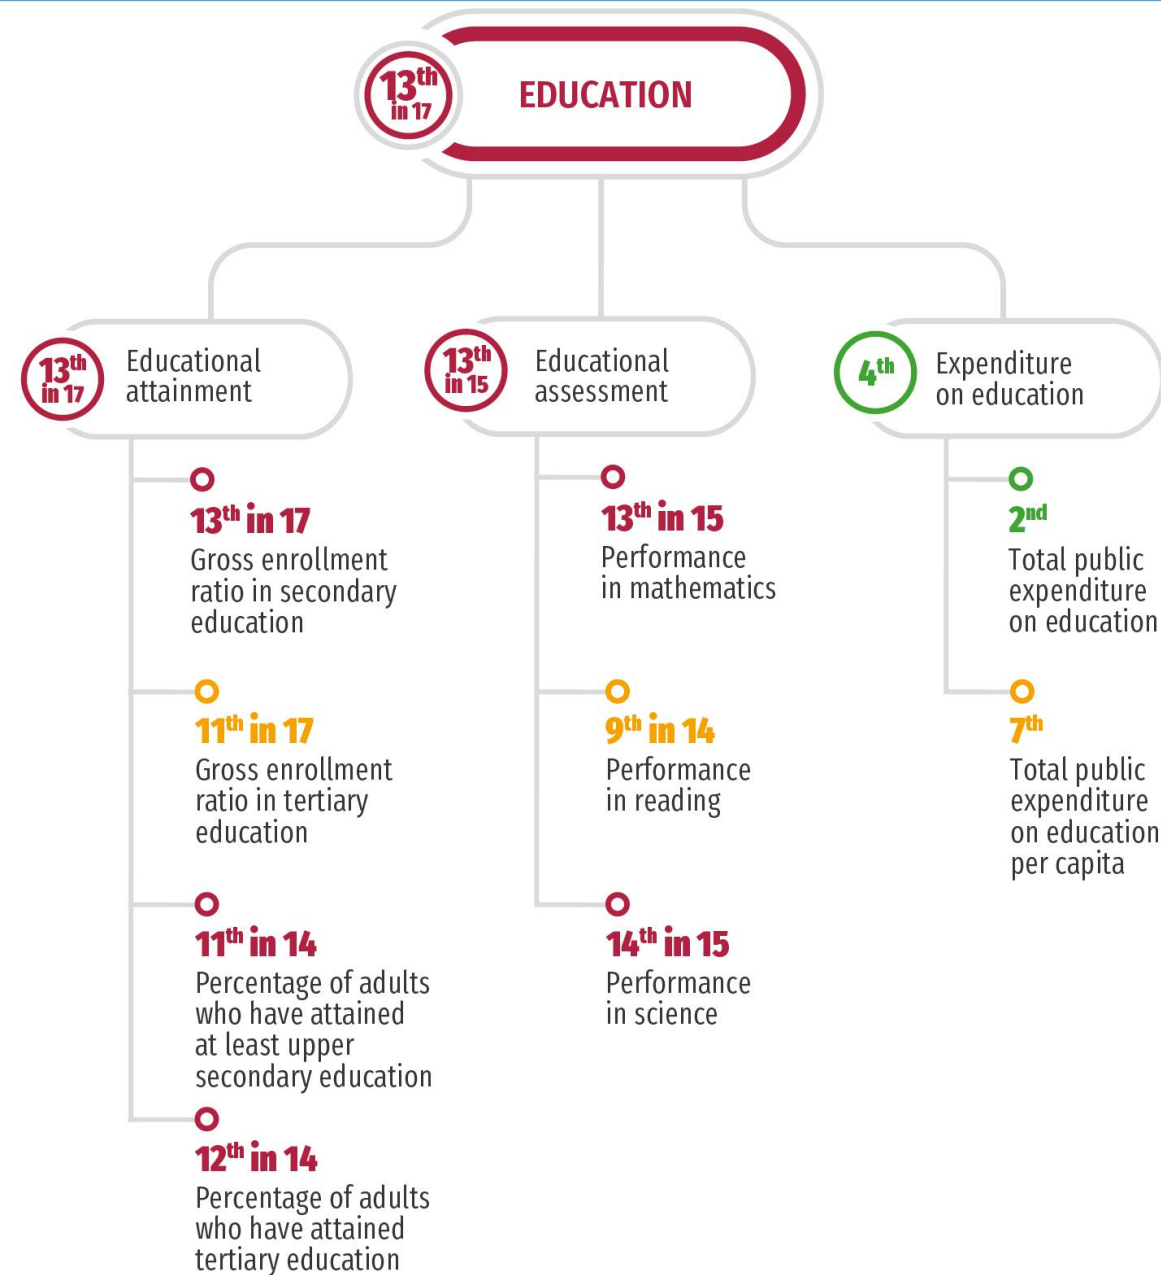 13th
in 17
EDUCATION
13th
in 17
Educational
attainment
13th in 17
Gross enrollment
ratio in secondary
education
11th in 17
Gross enrollment
ratio in tertiary
education
11th in 14
Percentage of adults
who have attained
at least upper
secondary education
12th in 14
Percentage of adults
who have attained
tertiary education
13th
in 15
Educational
assessment
13th in 15
Performance
in mathematics
9th in 14
Performance
in reading
14th in 15
Performance
in science
4th
Expenditure
on education
2nd
Total public
expenditure
on education
7th
Total public
expenditure
on education
per capita